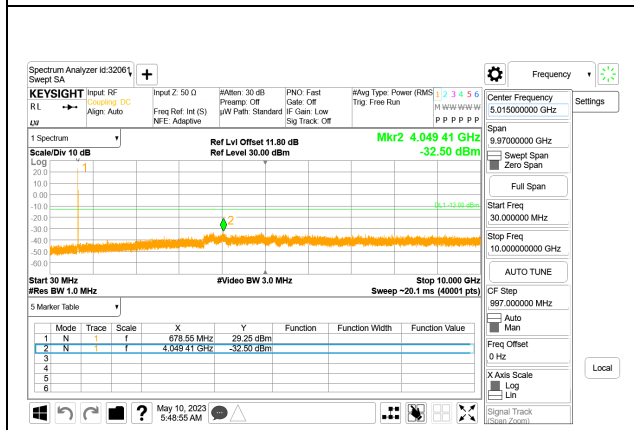 Spectrum Analyzer id:32061
Swept SA
KEYSIGHT Input: RF Input Z: 50 Ω #Atten: 30 dB PNO: Fast #Avg Type: Power (RMS 1 2 3 4 5 6
RL Coupling: DC Preamp: Off Gate: Off Trig: Free Run M W W W W W
Align: Auto Freq Ref: Int (S) µW Path: Standard IF Gain: Low
LXI NFE: Adaptive Sig Track: Off P P P P P P
1 Spectrum
Ref Lvl Offset 11.80 dB Mkr2 4.049 41 GHz
Scale/Div 10 dB Ref Level 30.00 dBm -32.50 dBm
Log
1
20.0
10.0
0.00
-10.0
DL1 -13.00 dBm
-20.0
2
-30.0
-40.0
-50.0
-60.0
Start 30 MHz #Video BW 3.0 MHz Stop 10.000 GHz
#Res BW 1.0 MHz Sweep ~20.1 ms (40001 pts)
5 Marker Table
Mode Trace Scale X Y Function Function Width Function Value
1 N 1 f 678.55 MHz 29.25 dBm
2 N 1 f 4.049 41 GHz -32.50 dBm
3
4
5
6
May 10, 2023
5:48:55 AM
?
Frequency
Settings
Center Frequency
5.015000000 GHz
Span
9.97000000 GHz
Swept Span
Zero Span
Full Span
Start Freq
30.000000 MHz
Stop Freq
10.000000000 GHz
AUTO TUNE
CF Step
997.000000 MHz
Auto
Man
Freq Offset
0 Hz
X Axis Scale
Log
Lin
Signal Track
(Span Zoom)
Local